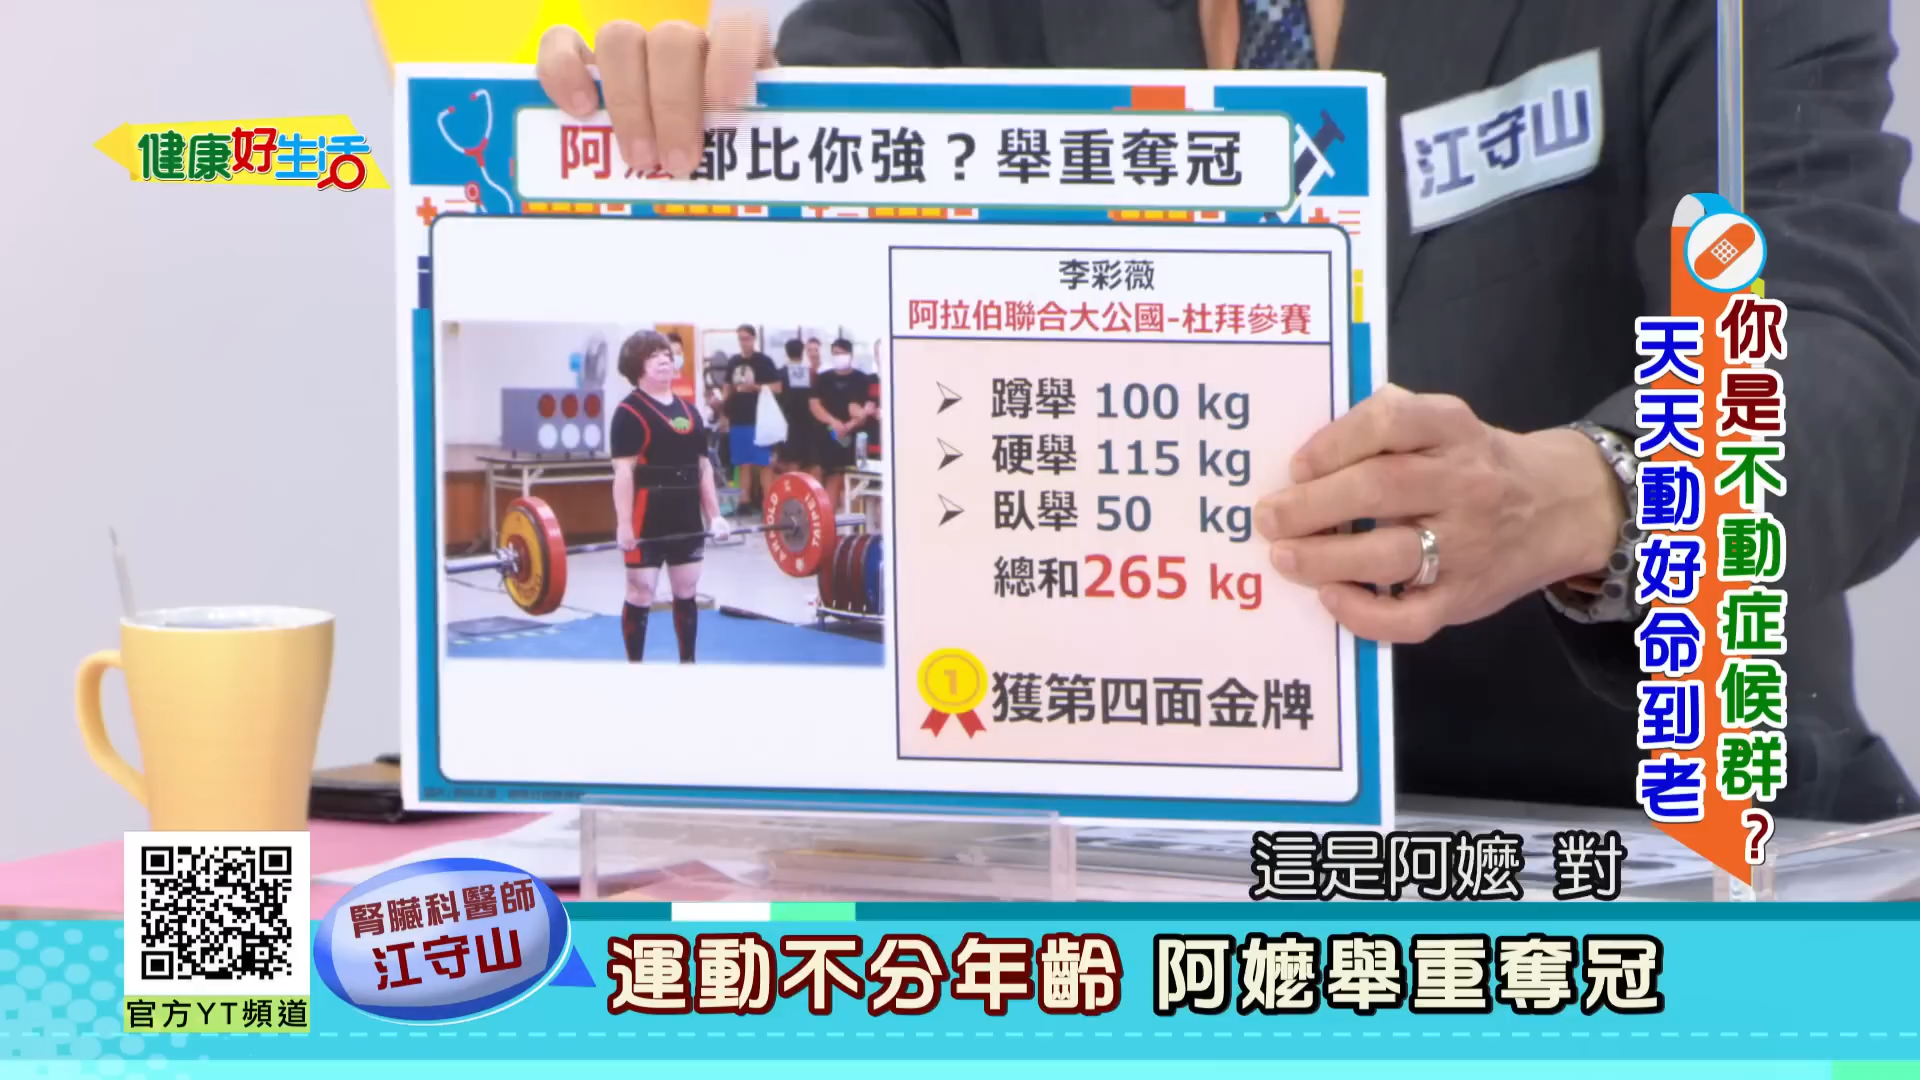 健康好生活
阿嬤都比你強？舉重奪冠
江守山
李彩薇
阿拉伯聯合大公國-杜拜參賽
蹲舉 100 kg
硬舉 115 kg
臥舉 50 kg
總和265 kg
1
獲第四面金牌
你是不動症候群？
天天動好命到老
這是阿嬤 對
腎臟科醫師
江守山
運動不分年齡 阿嬤舉重奪冠
官方YT頻道